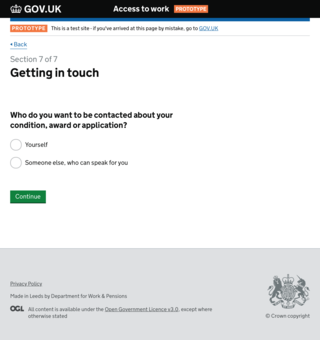 GOV.UK Access to work PROTOTYPE
PROTOTYPE This is a test site - if you've arrived at this page by mistake, go to GOV.UK
Back
Section 7 of 7
Getting in touch
Who do you want to be contacted about your
condition, award or application?
Yourself
Someone else, who can speak for you
Continue
Privacy Policy
Made in Leeds by Department for Work & Pensions
OGL All content is available under the Open Government Licence v3.0, except where
otherwise stated
© Crown copyright